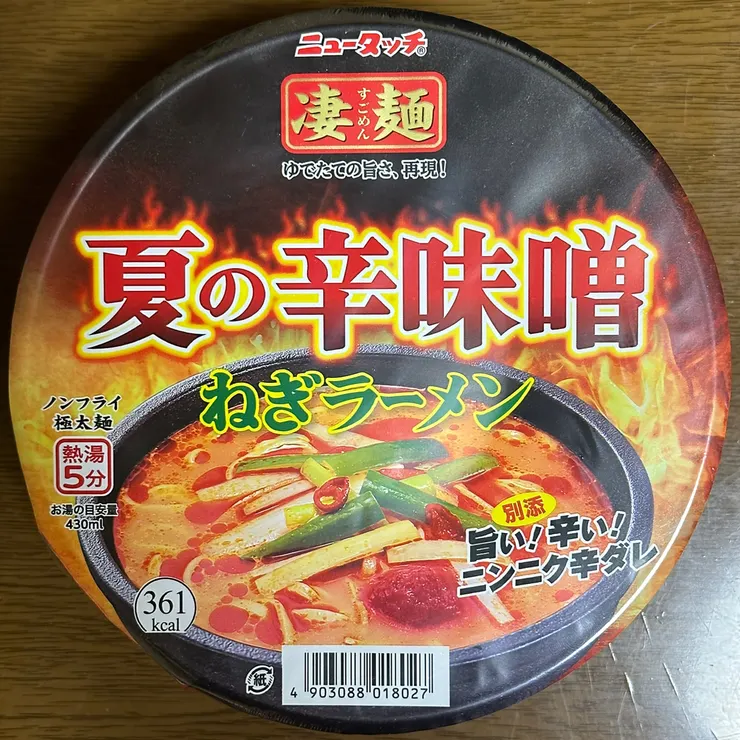 ニュータッチ®
凄麺
すごめん
ゆでたての旨さ、再現!
夏の辛味噌
ねぎラーメン
ノンフライ
極太麺
熱湯
5分
お湯の目安量
430ml
別添
旨い!辛い!
ニンニク辛ダレ
361
kcal
紙
4 903088 018027